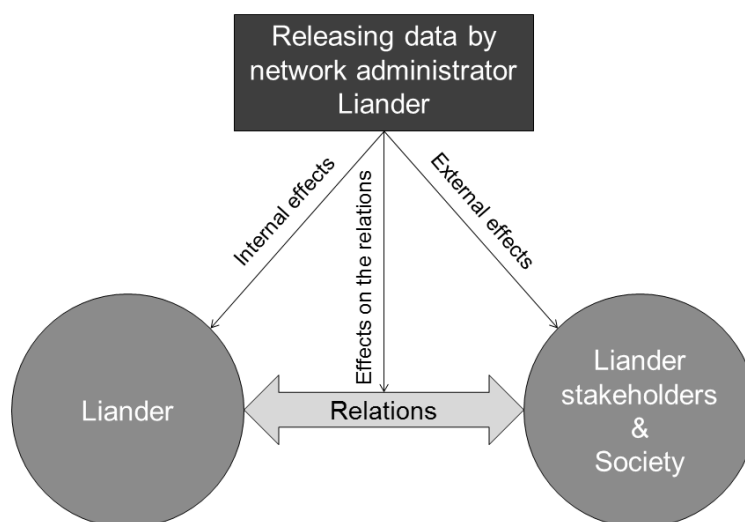 Releasing data by
network administrator
Liander
Internal effects
Effects on the relations
External effects
Liander
Relations
Liander
stakeholders
&
Society